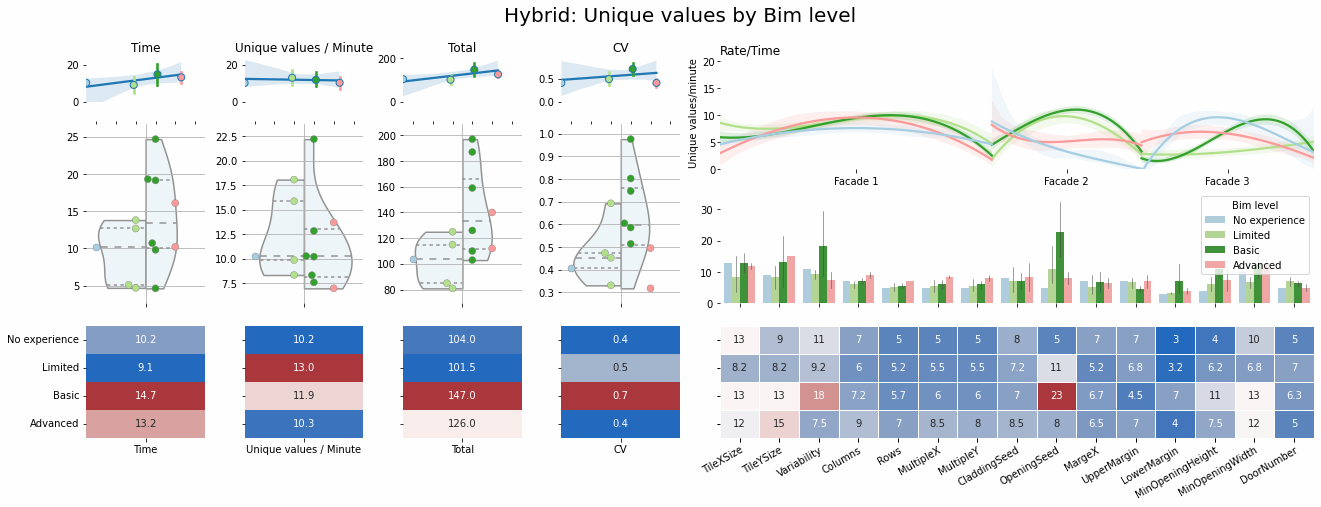 Hybrid: Unique values by Bim level
Time
Unique values / Minute
Total
CV
Rate/Time
20
0
20
0
200
0
0.5
0.0
20
15
10
5
0
Unique values/minute
Facade 1
Facade 2
Facade 3
25
20
15
10
5
22.5
20.0
17.5
15.0
12.5
10.0
7.5
200
180
160
140
120
100
80
1.0
0.9
0.8
0.7
0.6
0.5
0.4
0.3
30
20
10
0
Bim level
No experience
Limited
Basic
Advanced
No experience 10.2 10.2 104.0 0.4 13 9 11 7 5 5 5 8 5 7 7 3 4 10 5
Limited 9.1 13.0 101.5 0.5 8.2 8.2 9.2 6 5.2 5.5 5.5 7.2 11 5.2 6.8 3.2 6.2 6.8 7
Basic 14.7 11.9 147.0 0.7 13 13 18 7.2 5.7 6 6 7 23 6.7 4.5 7 11 13 6.3
Advanced 13.2 10.3 126.0 0.4 12 15 7.5 9 7 8.5 8 8.5 8 6.5 7 4 7.5 12 5
Time
Unique values / Minute
Total
CV
TileXSize
TileYSize
Variability
Columns
Rows
MultipleX
MultipleY
CladdingSeed
OpeningSeed
MargeX
UpperMargin
LowerMargin
MinOpeningHeight
MinOpeningWidth
DoorNumber